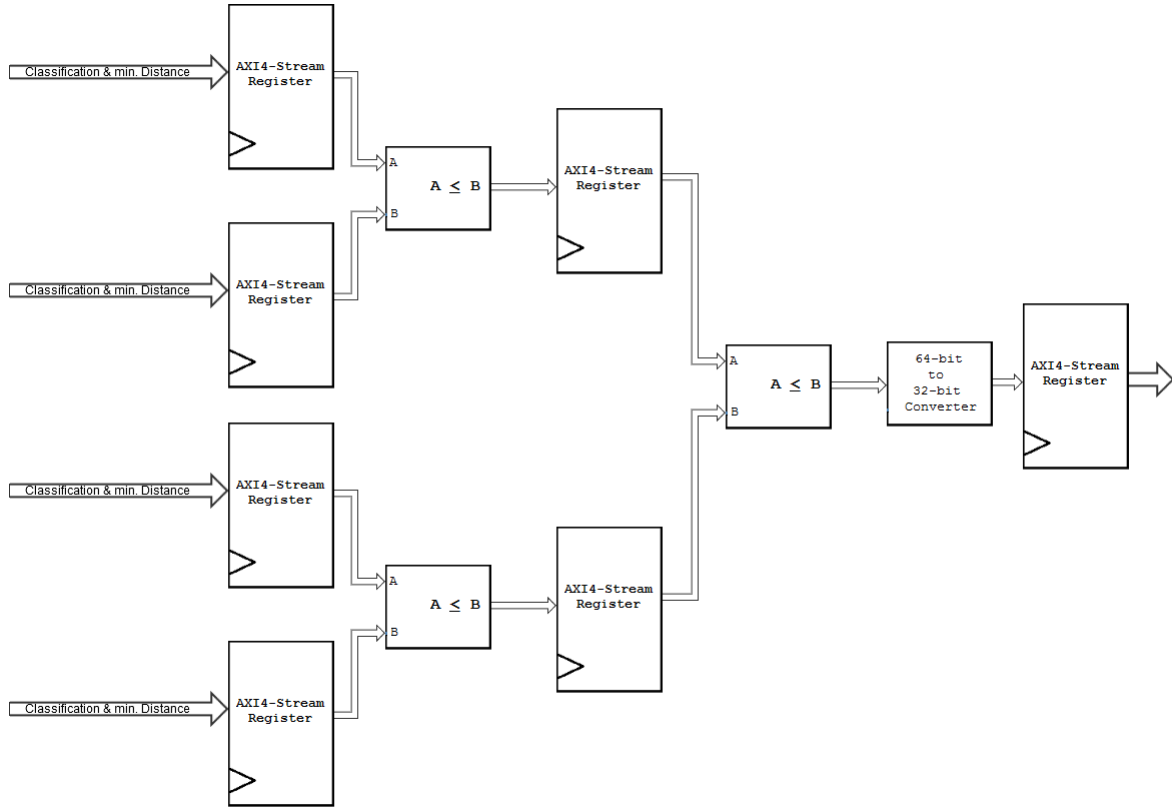 Classification & min. Distance
AXI4-Stream
Register
Classification & min. Distance
AXI4-Stream
Register
A
B
A ≤ B
AXI4-Stream
Register
Classification & min. Distance
AXI4-Stream
Register
Classification & min. Distance
AXI4-Stream
Register
A
B
A ≤ B
AXI4-Stream
Register
A
B
A ≤ B
64-bit
to
32-bit
Converter
AXI4-Stream
Register